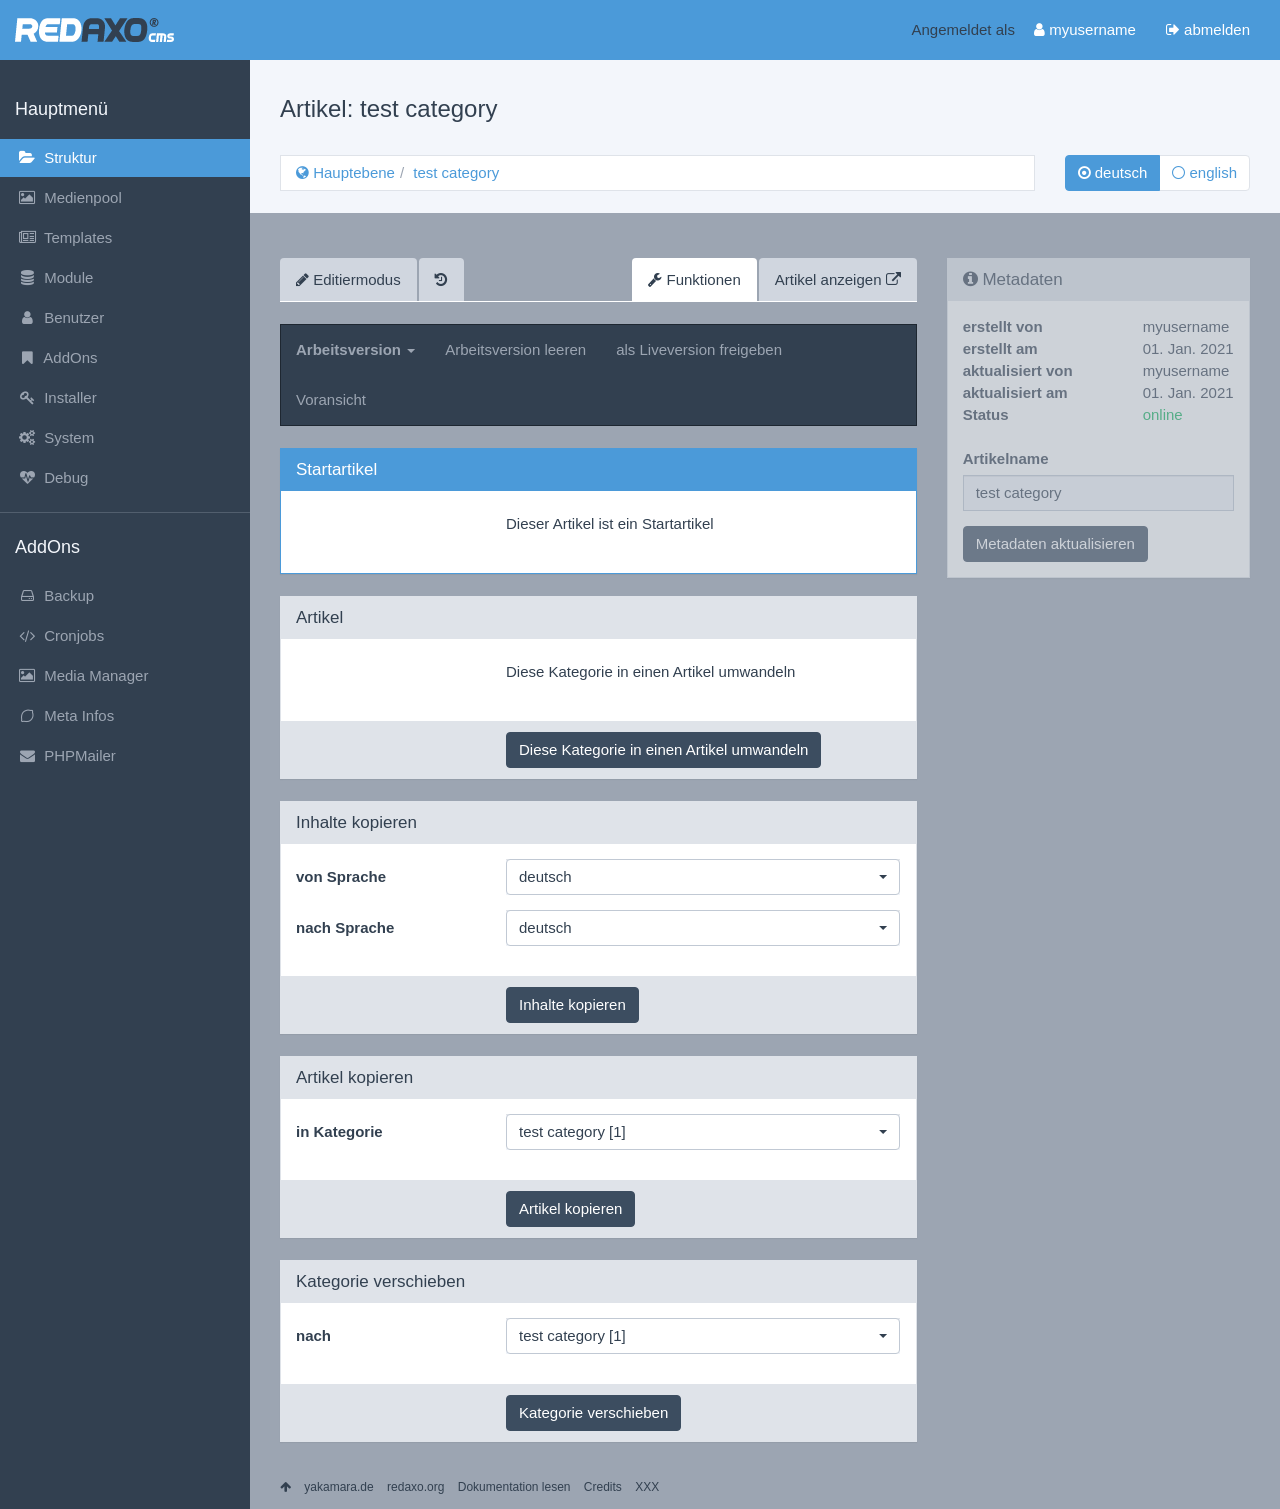 REDAXO® cms
Angemeldet als myusername abmelden
Hauptmenü
Struktur
Medienpool
Templates
Module
Benutzer
AddOns
Installer
System
Debug
AddOns
Backup
Cronjobs
Media Manager
Meta Infos
PHPMailer
Artikel: test category
Hauptebene / test category
deutsch english
Editiermodus
Funktionen Artikel anzeigen
Arbeitsversion Arbeitsversion leeren als Liveversion freigeben
Voransicht
Startartikel
Dieser Artikel ist ein Startartikel
Artikel
Diese Kategorie in einen Artikel umwandeln
Diese Kategorie in einen Artikel umwandeln
Inhalte kopieren
von Sprache deutsch
nach Sprache deutsch
Inhalte kopieren
Artikel kopieren
in Kategorie test category [1]
Artikel kopieren
Kategorie verschieben
nach test category [1]
Kategorie verschieben
Metadaten
erstellt von myusername
erstellt am 01. Jan. 2021
aktualisiert von myusername
aktualisiert am 01. Jan. 2021
Status online
Artikelname
test category
Metadaten aktualisieren
yakamara.de redaxo.org Dokumentation lesen Credits XXX